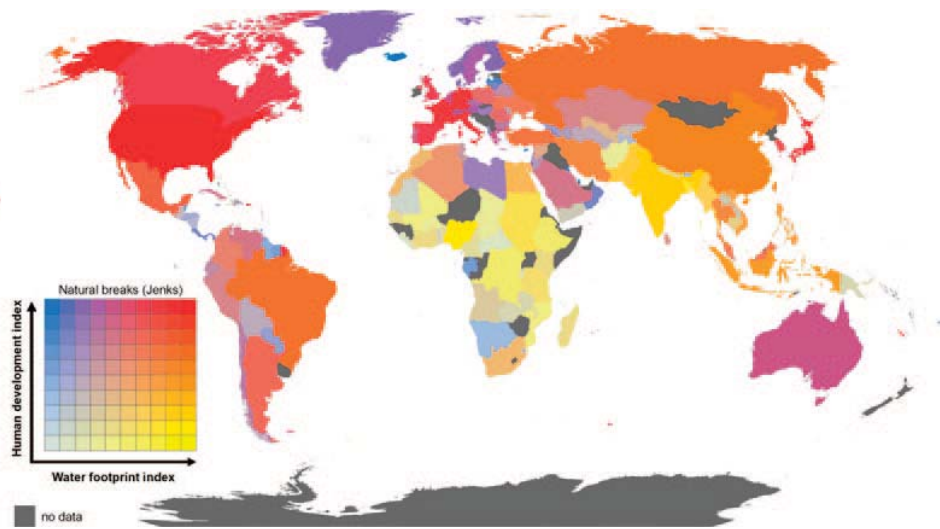 Natural breaks (Jenks)
Human development index
Water footprint index
no data